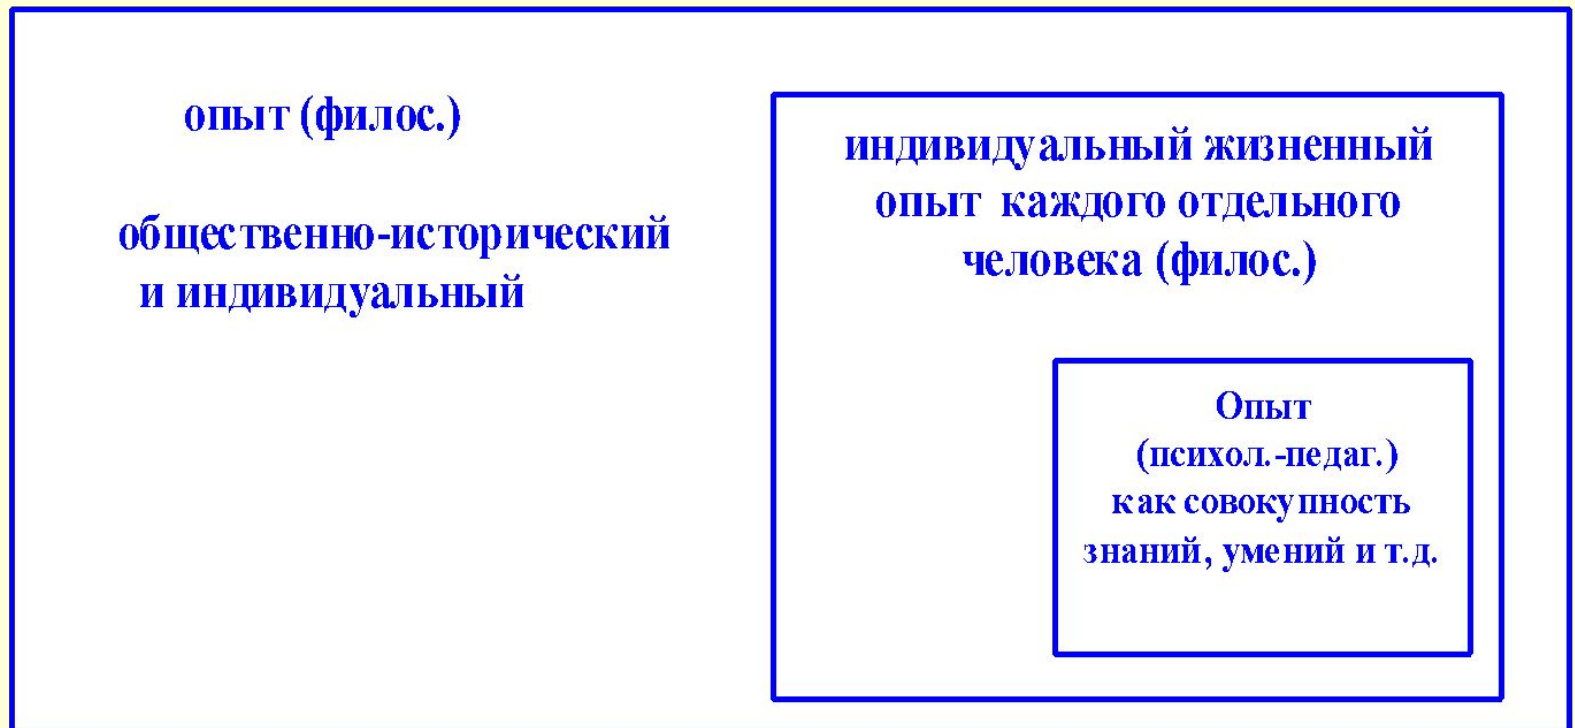 опыт (филос.)
общественно-исторический
и индивидуальный
индивидуальный жизненный
опыт каждого отдельного
человека (филос.)
Опыт
(психол.-педаг.)
как совокупность
знаний, умений и т.д.